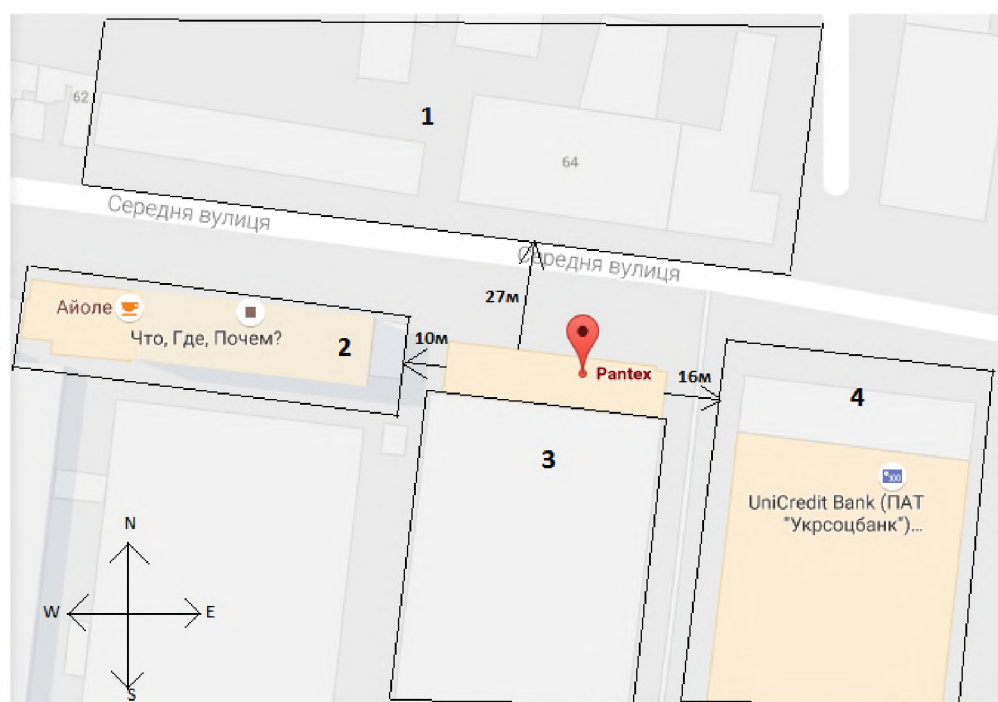 62
1
64
Середня вулиця
Середня вулиця
27м
Айоле
Что, Где, Почем?
2
10м
Pantex
16м
4
3
UniCredit Bank (ПАТ
"Укрсоцбанк")...
N
W
E
S